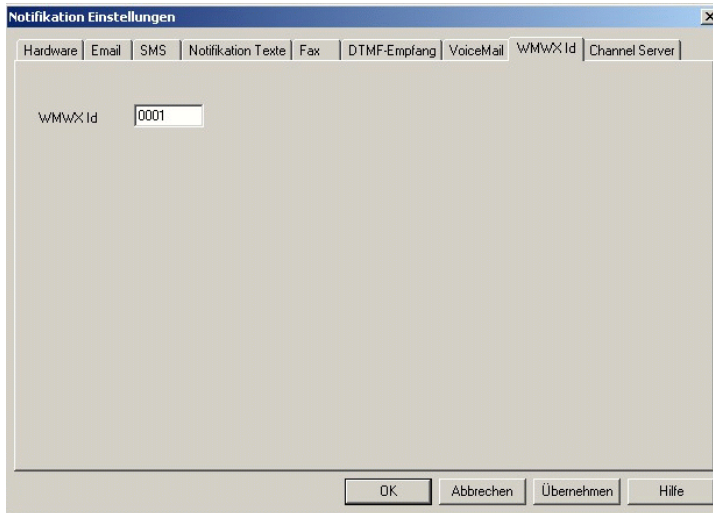 Notifikation Einstellungen
Hardware Email SMS Notifikation Texte Fax DTMF-Empfang VoiceMail WMWX Id Channel Server
WMWX Id 0001
OK Abbrechen Übernehmen Hilfe